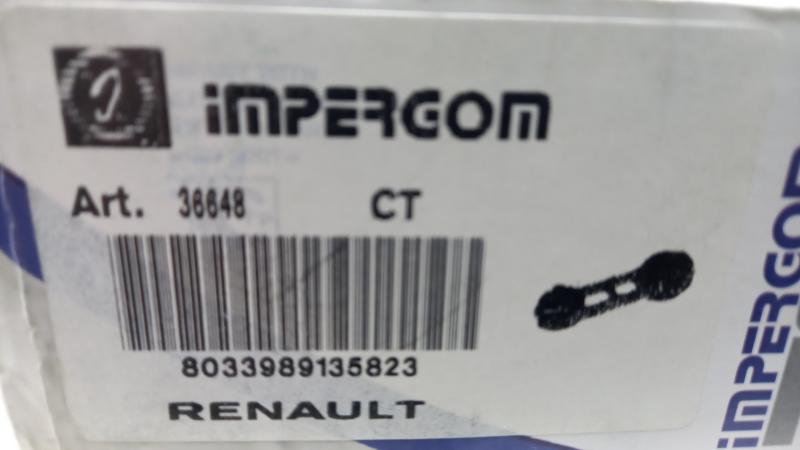 iMPERGOM
Art. 36648 CT
8033989135823
RENAULT
iMPERGOM